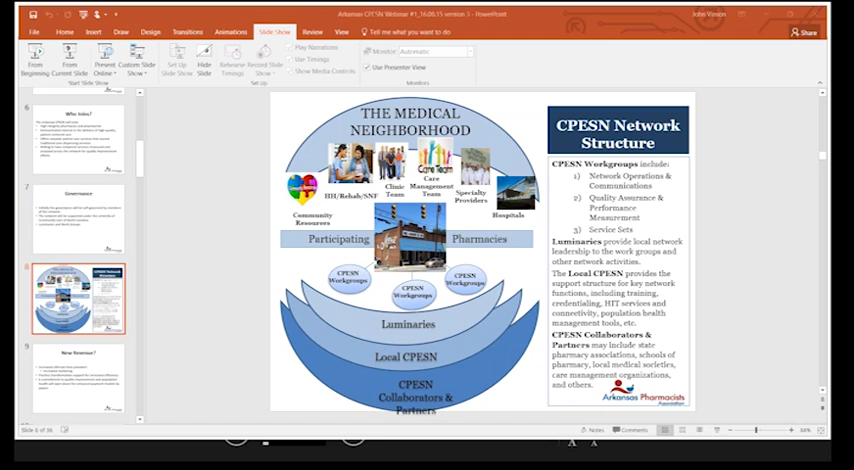 Arkansas CPESN Webinar #1_16.08.15 version 3 - PowerPoint
John Vinson
File
Home
Insert
Draw
Design
Transitions
Animations
Slide Show
Review
View
Tell me what you want to do
Share
From Beginning
From Current Slide
Present Online
Custom Slide Show
Set Up Slide Show
Hide Slide
Rehearse Timings
Record Slide Show
Play Narrations
Use Timings
Show Media Controls
Monitor:
Automatic
Use Presenter View
Start Slide Show
Set Up
Monitors
6
Who Joins?
7
Governance
8
9
New Revenue?
THE MEDICAL
NEIGHBORHOOD
Care Team
Community
Resources
HH/Rehab/SNF
Clinic
Team
Care
Management
Team
Specialty
Providers
Hospitals
Participating
Pharmacies
CPESN
Workgroups
CPESN
Workgroups
CPESN
Workgroups
Luminaries
Local CPESN
CPESN
Collaborators &
Partners
CPESN Network
Structure
CPESN Workgroups include:
1) Network Operations &
Communications
2) Quality Assurance &
Performance
Measurement
3) Service Sets
Luminaries provide local network
leadership to the work groups and
other network activities.
The Local CPESN provides the
support structure for key network
functions, including training,
credentialing, HIT services and
connectivity, population health
management tools, etc.
CPESN Collaborators &
Partners may include state
pharmacy associations, schools of
pharmacy, local medical societies,
care management organizations,
and others.
Arkansas Pharmacists
Association
Notes
Comments
A A